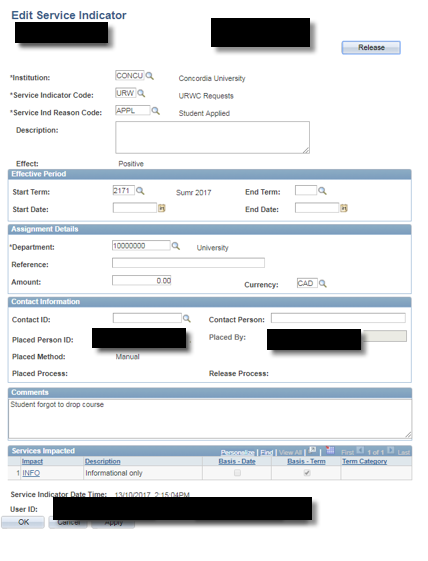 Edit Service Indicator
Release
*Institution: CONCU Concordia University
*Service Indicator Code: URW URWC Requests
*Service Ind Reason Code: APPL Student Applied
Description:
Effect: Positive
Effective Period
Start Term: 2171 Sumr 2017 End Term:
Start Date: End Date:
Assignment Details
*Department: 10000000 University
Reference:
Amount: 0.00 Currency: CAD
Contact Information
Contact ID: Contact Person:
Placed Person ID: Placed By:
Placed Method: Manual
Placed Process: Release Process:
Comments
Student forgot to drop course
Services Impacted Personalize | Find | View All | | First 1 of 1 Last
Impact Description Basis - Date Basis - Term Term Category
1 INFO Informational only
Service Indicator Date Time: 13/10/2017 2:15:04PM
User ID:
OK Cancel Apply